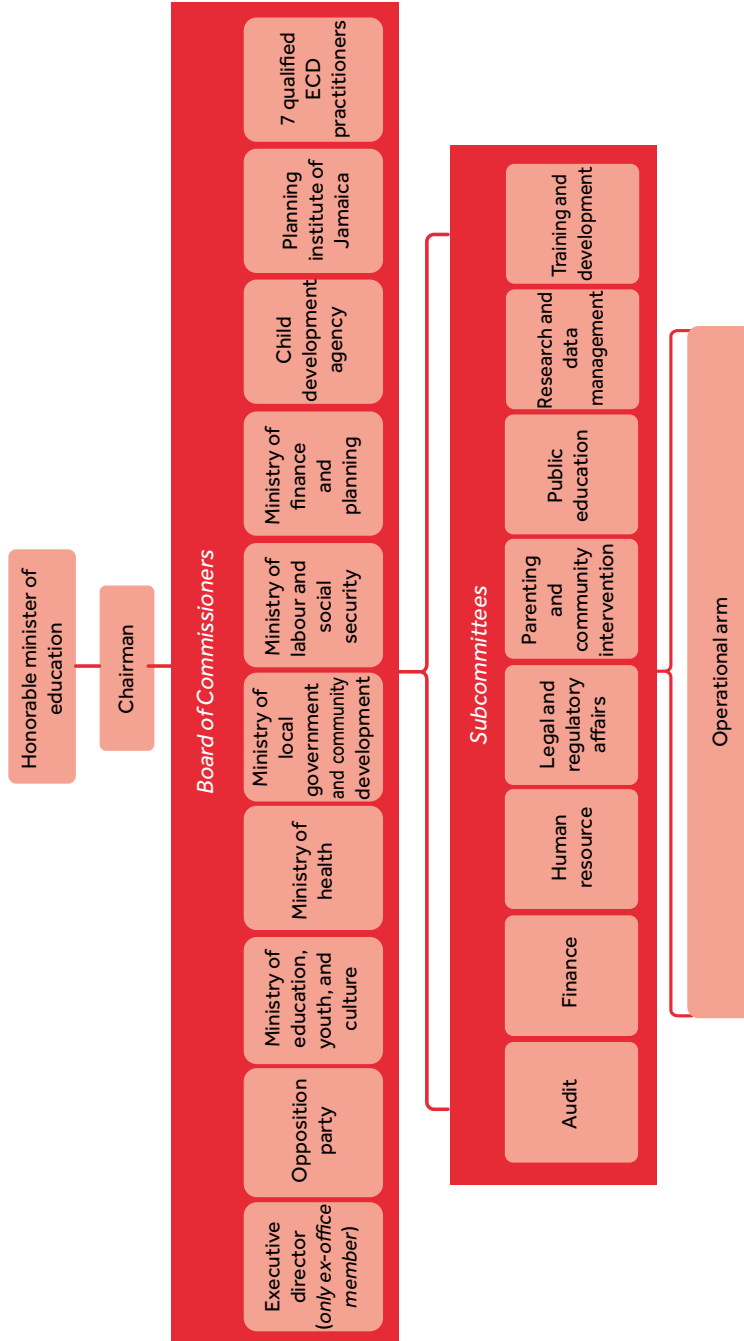 Honorable minister of
education
Chairman
Board of Commissioners
Executive
director
(only ex-office
member)
Opposition
party
Ministry of
education,
youth, and
culture
Ministry of
health
Ministry of
local
government
and community
development
Ministry of
labour and
social
security
Ministry of
finance
and
planning
Child
development
agency
Planning
institute of
Jamaica
7 qualified
ECD
practitioners
Subcommittees
Audit
Finance
Human
resource
Legal and
regulatory
affairs
Parenting
and
community
intervention
Public
education
Research and
data
management
Training and
development
Operational arm